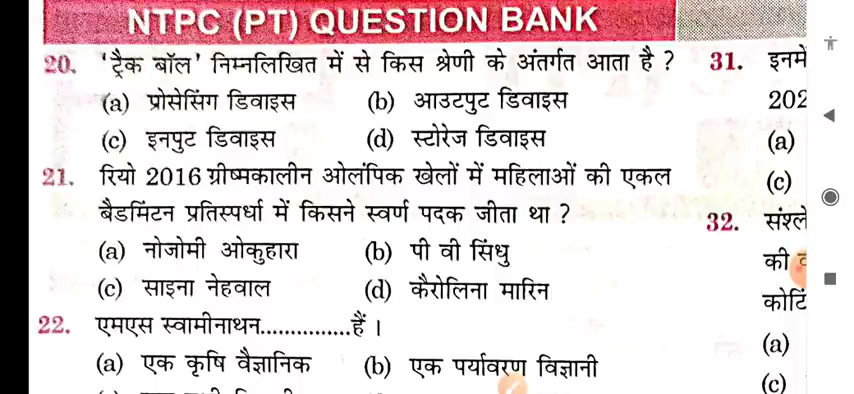 NTPC (PT) QUESTION BANK
20. 'ट्रैक बॉल' निम्नलिखित में से किस श्रेणी के अंतर्गत आता है ?
(a) प्रोसेसिंग डिवाइस (b) आउटपुट डिवाइस
(c) इनपुट डिवाइस (d) स्टोरेज डिवाइस
21. रियो 2016 ग्रीष्मकालीन ओलंपिक खेलों में महिलाओं की एकल
बैडमिंटन प्रतिस्पर्धा में किसने स्वर्ण पदक जीता था ?
(a) नोजोमी ओकुहारा (b) पी वी सिंधु
(c) साइना नेहवाल (d) कैरोलिना मारिन
22. एमएस स्वामीनाथन...............हैं ।
(a) एक कृषि वैज्ञानिक (b) एक पर्यावरण विज्ञानी
31. इनमें
202
(a)
(c)
32.
की
(a)
(c)